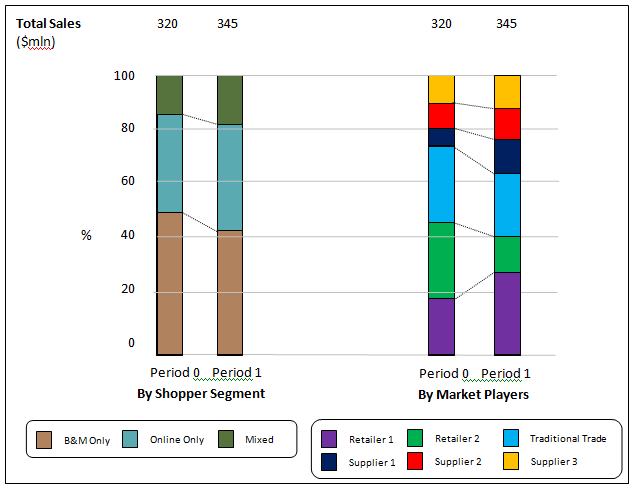 Total Sales 320 345 320 345
($mln)
100
80
60
% 40
20
0
Period 0 Period 1 Period 0 Period 1
By Shopper Segment By Market Players
B&M Only Online Only Mixed
Retailer 1 Retailer 2 Traditional Trade
Supplier 1 Supplier 2 Supplier 3